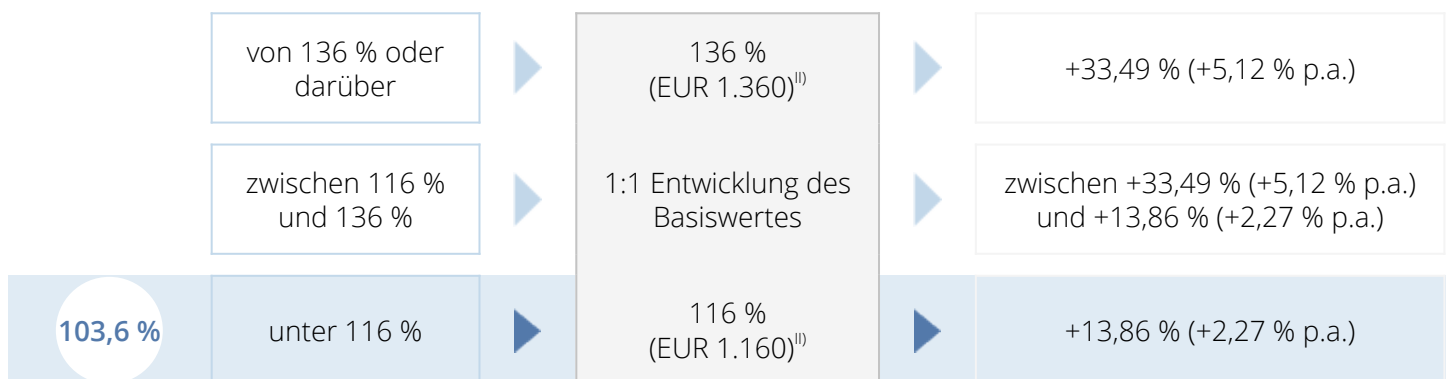 von 136 % oder
darüber
136 %
(EUR 1.360)II)
+33,49 % (+5,12 % p.a.)
zwischen 116 %
und 136 %
1:1 Entwicklung des
Basiswertes
zwischen +33,49 % (+5,12 % p.a.)
und +13,86 % (+2,27 % p.a.)
103,6 %
unter 116 %
116 %
(EUR 1.160)II)
+13,86 % (+2,27 % p.a.)